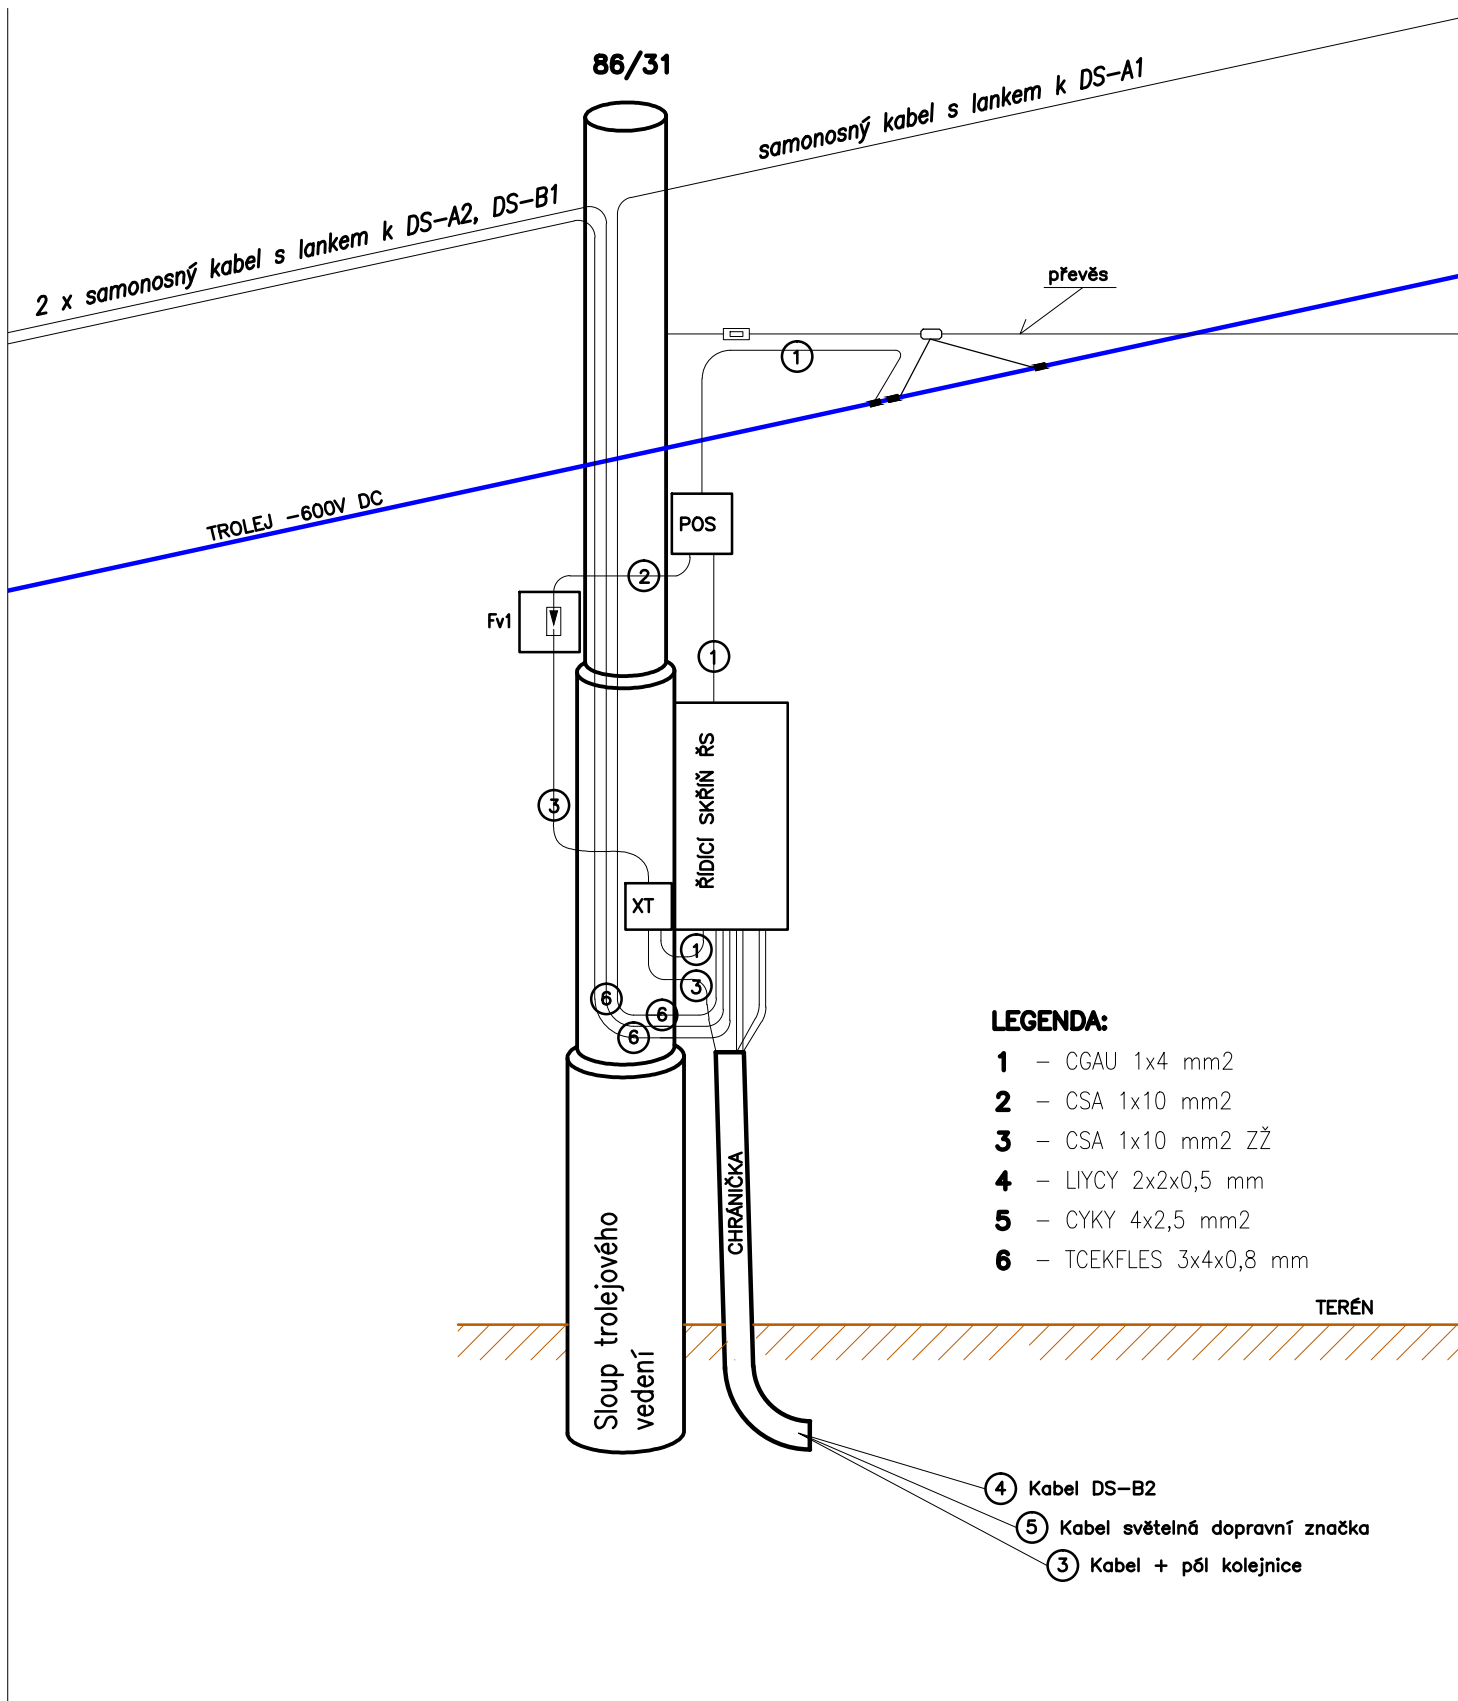 86/31
samonosný kabel s lankem k DS-A1
2 x samonosný kabel s lankem k DS-A2, DS-B1
převěs
1
TROLEJ -600V DC
POS
2
Fv1
1
ŘÍDÍCÍ SKŘÍŇ ŘS
3
XT
1
3
6
6
6
LEGENDA:
1 - CGAU 1x4 mm2
2 - CSA 1x10 mm2
3 - CSA 1x10 mm2 ZŽ
4 - LIYCY 2x2x0,5 mm
5 - CYKY 4x2,5 mm2
6 - TCEKFLES 3x4x0,8 mm
CHRÁNIČKA
TERÉN
Sloup trolejového
vedení
4 Kabel DS-B2
5 Kabel světelná dopravní značka
3 Kabel + pól kolejnice